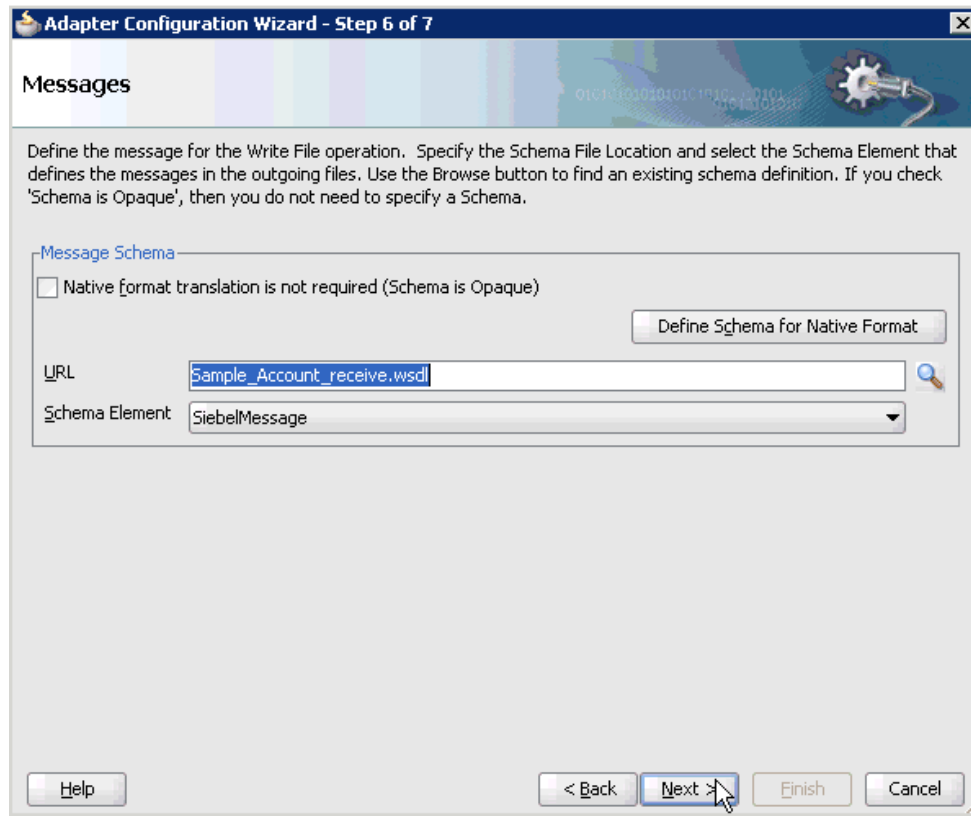 Adapter Configuration Wizard - Step 6 of 7
Messages
Define the message for the Write File operation. Specify the Schema File Location and select the Schema Element that
defines the messages in the outgoing files. Use the Browse button to find an existing schema definition. If you check
'Schema is Opaque', then you do not need to specify a Schema.
Message Schema
Native format translation is not required (Schema is Opaque)
Define Schema for Native Format
URL Sample_Account_receive.wsdl
Schema Element SiebelMessage
Help < Back Next > Finish Cancel